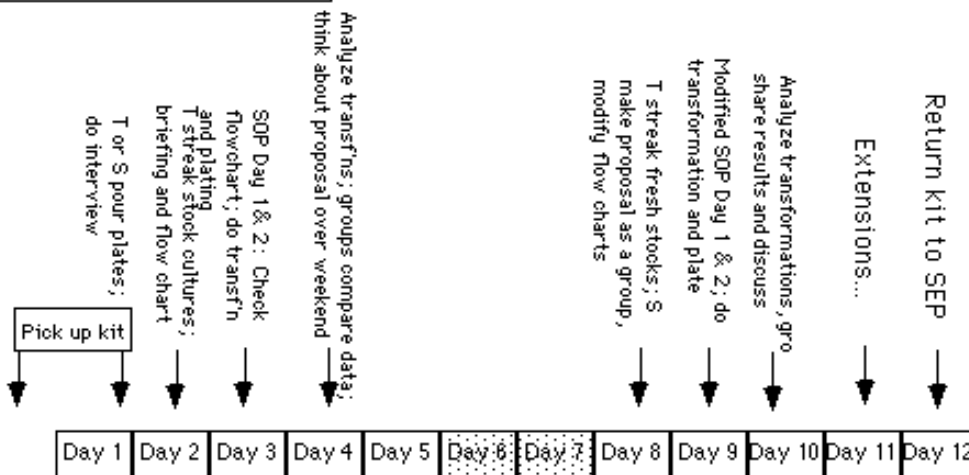 T or S pour plates;
do interview
Pick up kit
T streak stock cultures;
briefing and flow chart
SOP Day 1 & 2: Check
flowchart; do transf'n
and plating
Analyze transf'ns; groups compare data;
think about proposal over weekend
T streak fresh stocks; S
make proposal as a group,
modify flow charts
Modified SOP Day 1 & 2; do
transformation and plate
Analyze transformations, gro
share results and discuss
Extensions...
Return kit to SEP
Day 1
Day 2
Day 3
Day 4
Day 5
Day 6
Day 7
Day 8
Day 9
Day 10
Day 11
Day 12